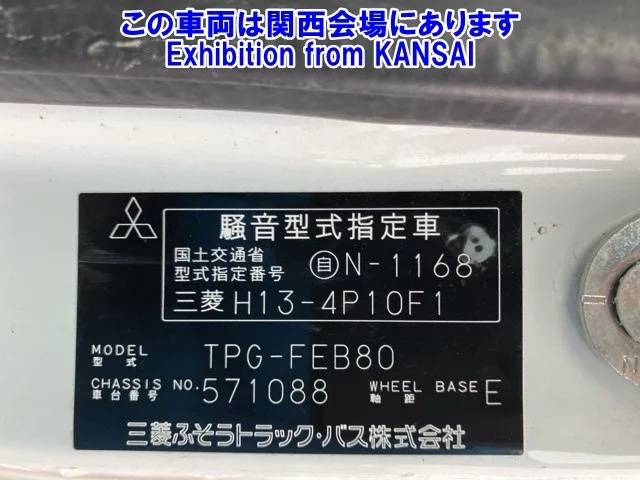 この車両は関西会場にあります
Exhibition from KANSAI
騒音型式指定車
国土交通省
型式指定番号 自N-1168
三菱 H13-4P10F1
MODEL
型式 TPG-FEB80
CHASSIS NO. 571088 WHEEL BASE E
車台番号 軸距
三菱ふそうトラック・バス株式会社